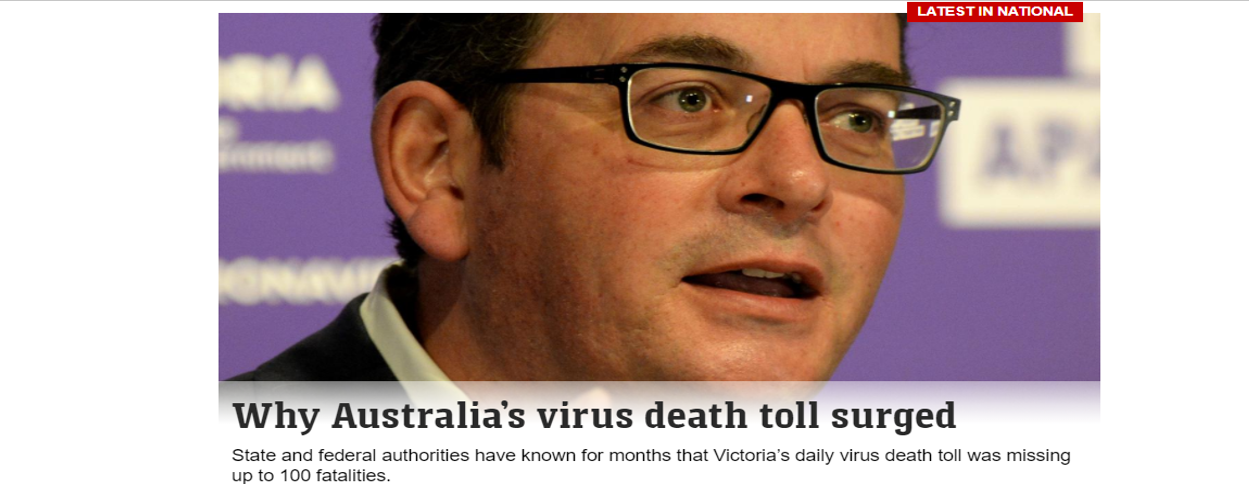 LATEST IN NATIONAL
Why Australia's virus death toll surged
State and federal authorities have known for months that Victoria's daily virus death toll was missing
up to 100 fatalities.